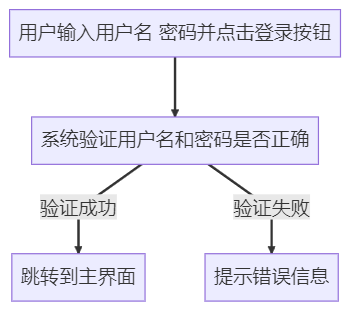 用户输入用户名 密码并点击登录按钮
系统验证用户名和密码是否正确
验证成功
验证失败
跳转到主界面
提示错误信息